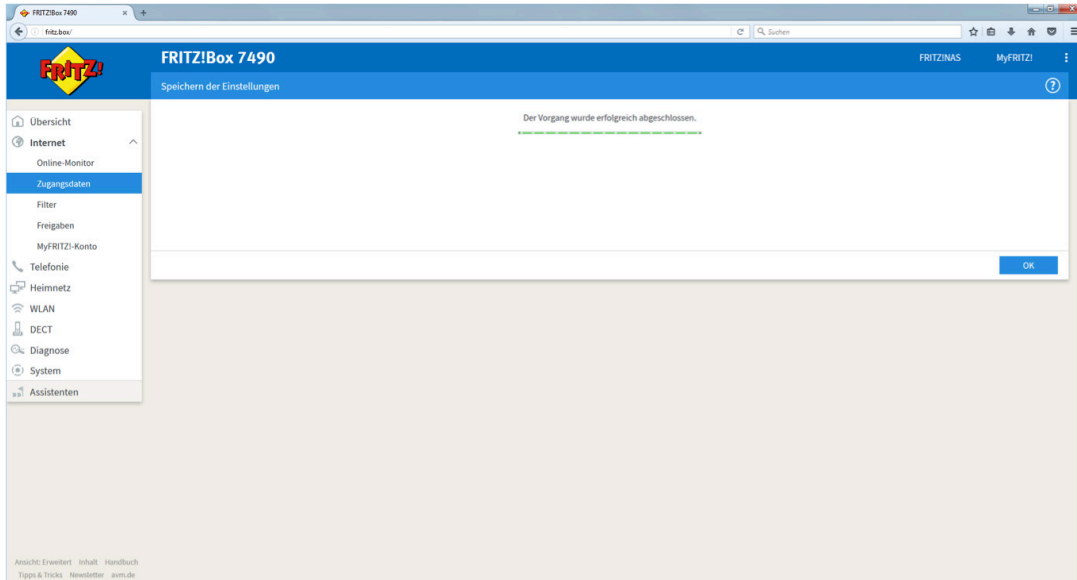 FRITZ!Box 7490
fritz.box/
Suchen
FRITZ!
FRITZ!Box 7490
FRITZ!NAS
MyFRITZ!
Speichern der Einstellungen
Der Vorgang wurde erfolgreich abgeschlossen.
Übersicht
Internet
Online-Monitor
Zugangsdaten
Filter
Freigaben
MyFRITZ!-Konto
Telefonie
Heimnetz
WLAN
DECT
Diagnose
System
Assistenten
OK
Ansicht: Erweitert Inhalt Handbuch
Tipps & Tricks Newsletter avm.de